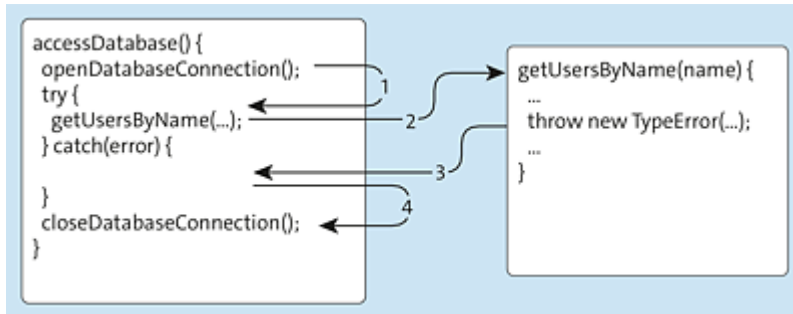 accessDatabase() {
openDatabaseConnection();
try {
getUsersByName(...);
} catch(error) {
}
closeDatabaseConnection();
}
1
2
3
4
getUsersByName(name) {
...
throw new TypeError(...);
...
}